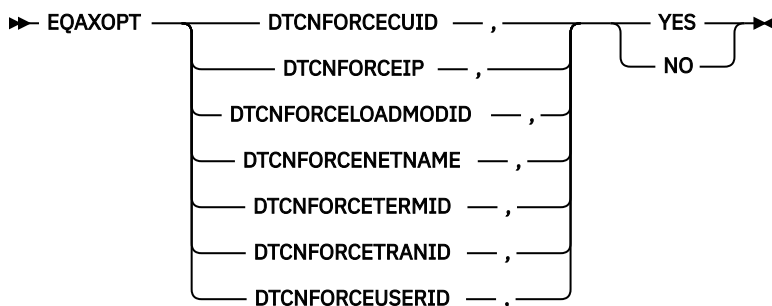 EQAXOPT DTCNFORCECUID , YES
DTCNFORCEIP , NO
DTCNFORCELOADMODID ,
DTCNFORCENETNAME ,
DTCNFORCETERMID ,
DTCNFORCETRANID ,
DTCNFORCEUSERID .